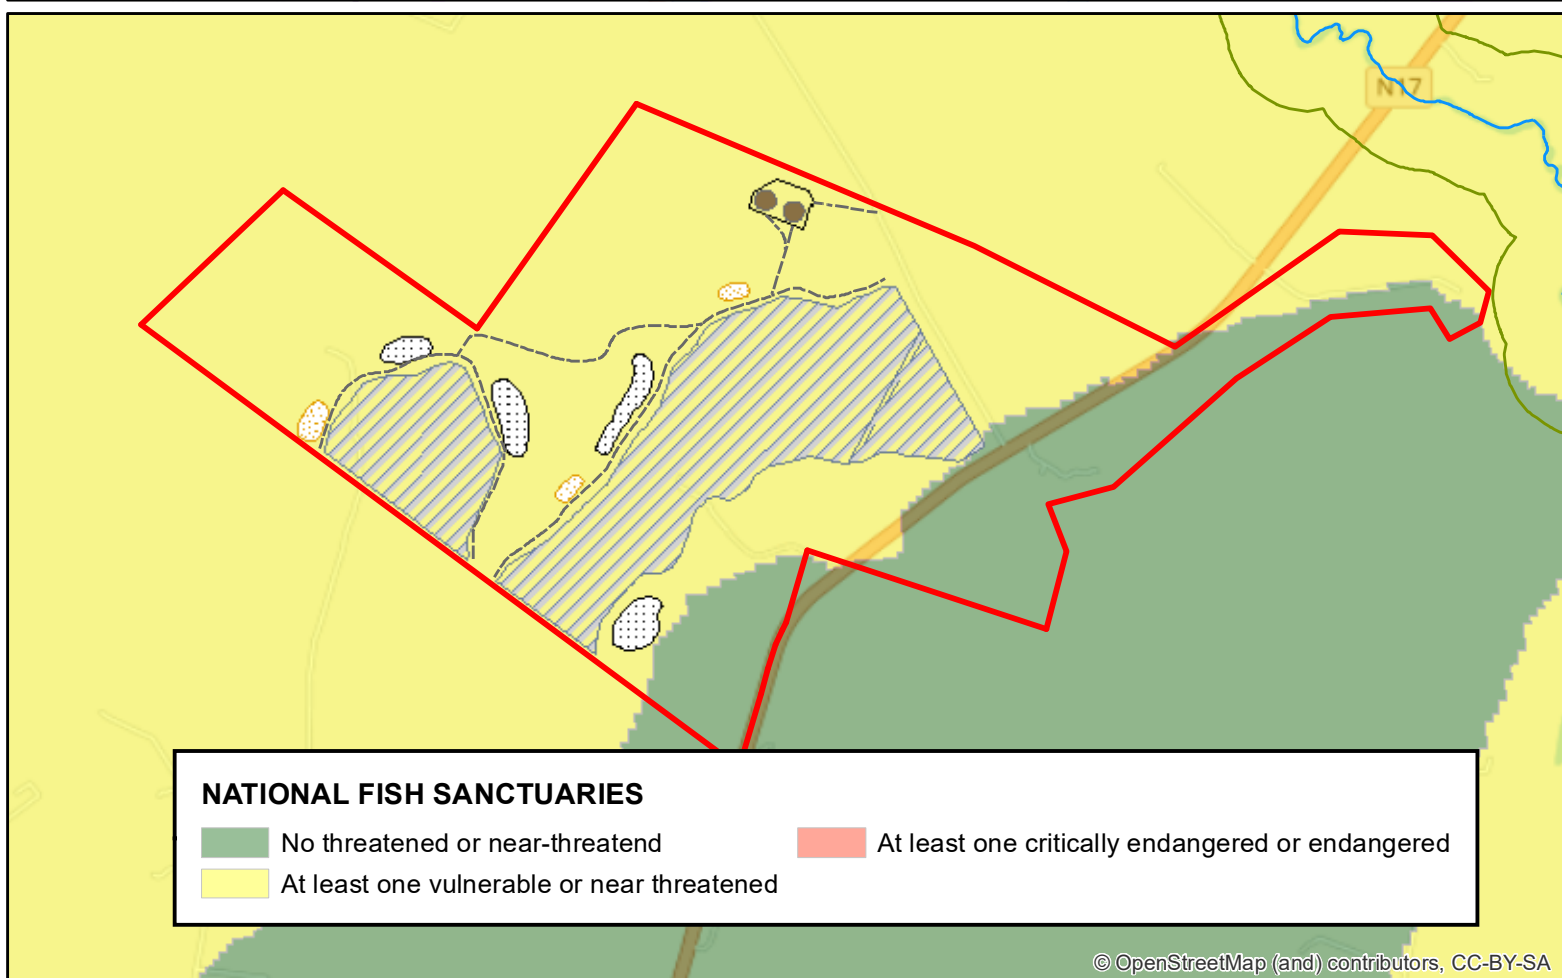 N17
NATIONAL FISH SANCTUARIES
No threatened or near-threatend
At least one critically endangered or endangered
At least one vulnerable or near threatened
© OpenStreetMap (and) contributors, CC-BY-SA